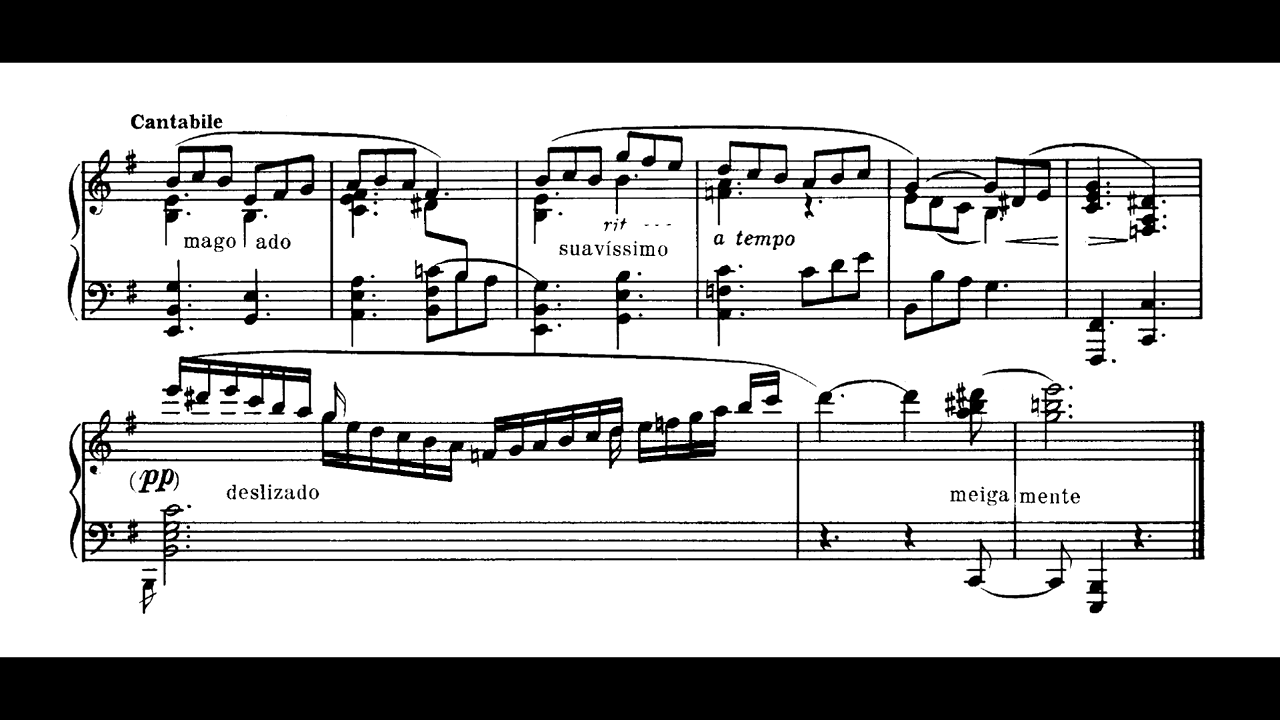 Cantabile
mago ado
rit
suavíssimo
a tempo
(pp)
deslizado
meiga mente